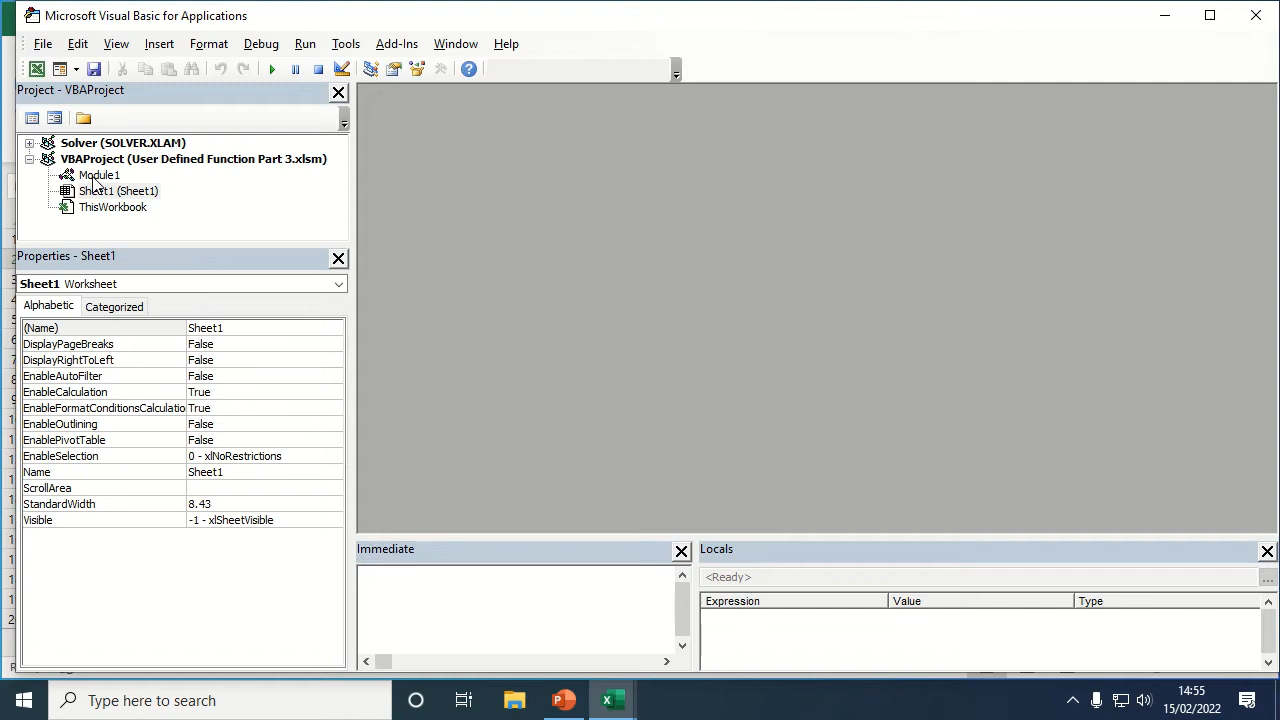 Microsoft Visual Basic for Applications
File Edit View Insert Format Debug Run Tools Add-Ins Window Help
Project - VBAProject
Solver (SOLVER.XLAM)
VBAProject (User Defined Function Part 3.xlsm)
Module1
Sheet1 (Sheet1)
ThisWorkbook
Properties - Sheet1
Sheet1 Worksheet
Alphabetic Categorized
(Name) Sheet1
DisplayPageBreaks False
DisplayRightToLeft False
EnableAutoFilter False
EnableCalculation True
EnableFormatConditionsCalculatio True
EnableOutlining False
EnablePivotTable False
EnableSelection 0 - xlNoRestrictions
Name Sheet1
ScrollArea
StandardWidth 8.43
Visible -1 - xlSheetVisible
Immediate
Locals
<Ready>
Expression Value Type
Type here to search
14:55
15/02/2022